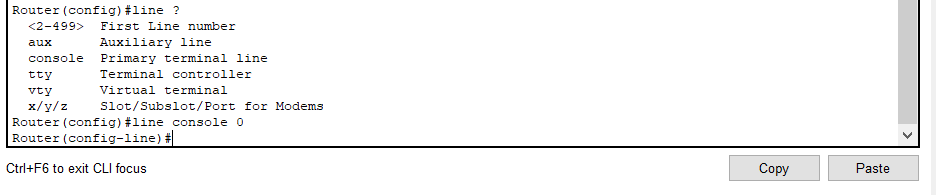 Router(config)#line ?
  <2-499>  First Line number
  aux      Auxiliary line
  console  Primary terminal line
  tty      Terminal controller
  vty      Virtual terminal
  x/y/z    Slot/Subslot/Port for Modems
Router(config)#line console 0
Router(config-line)#
Ctrl+F6 to exit CLI focus
Copy
Paste